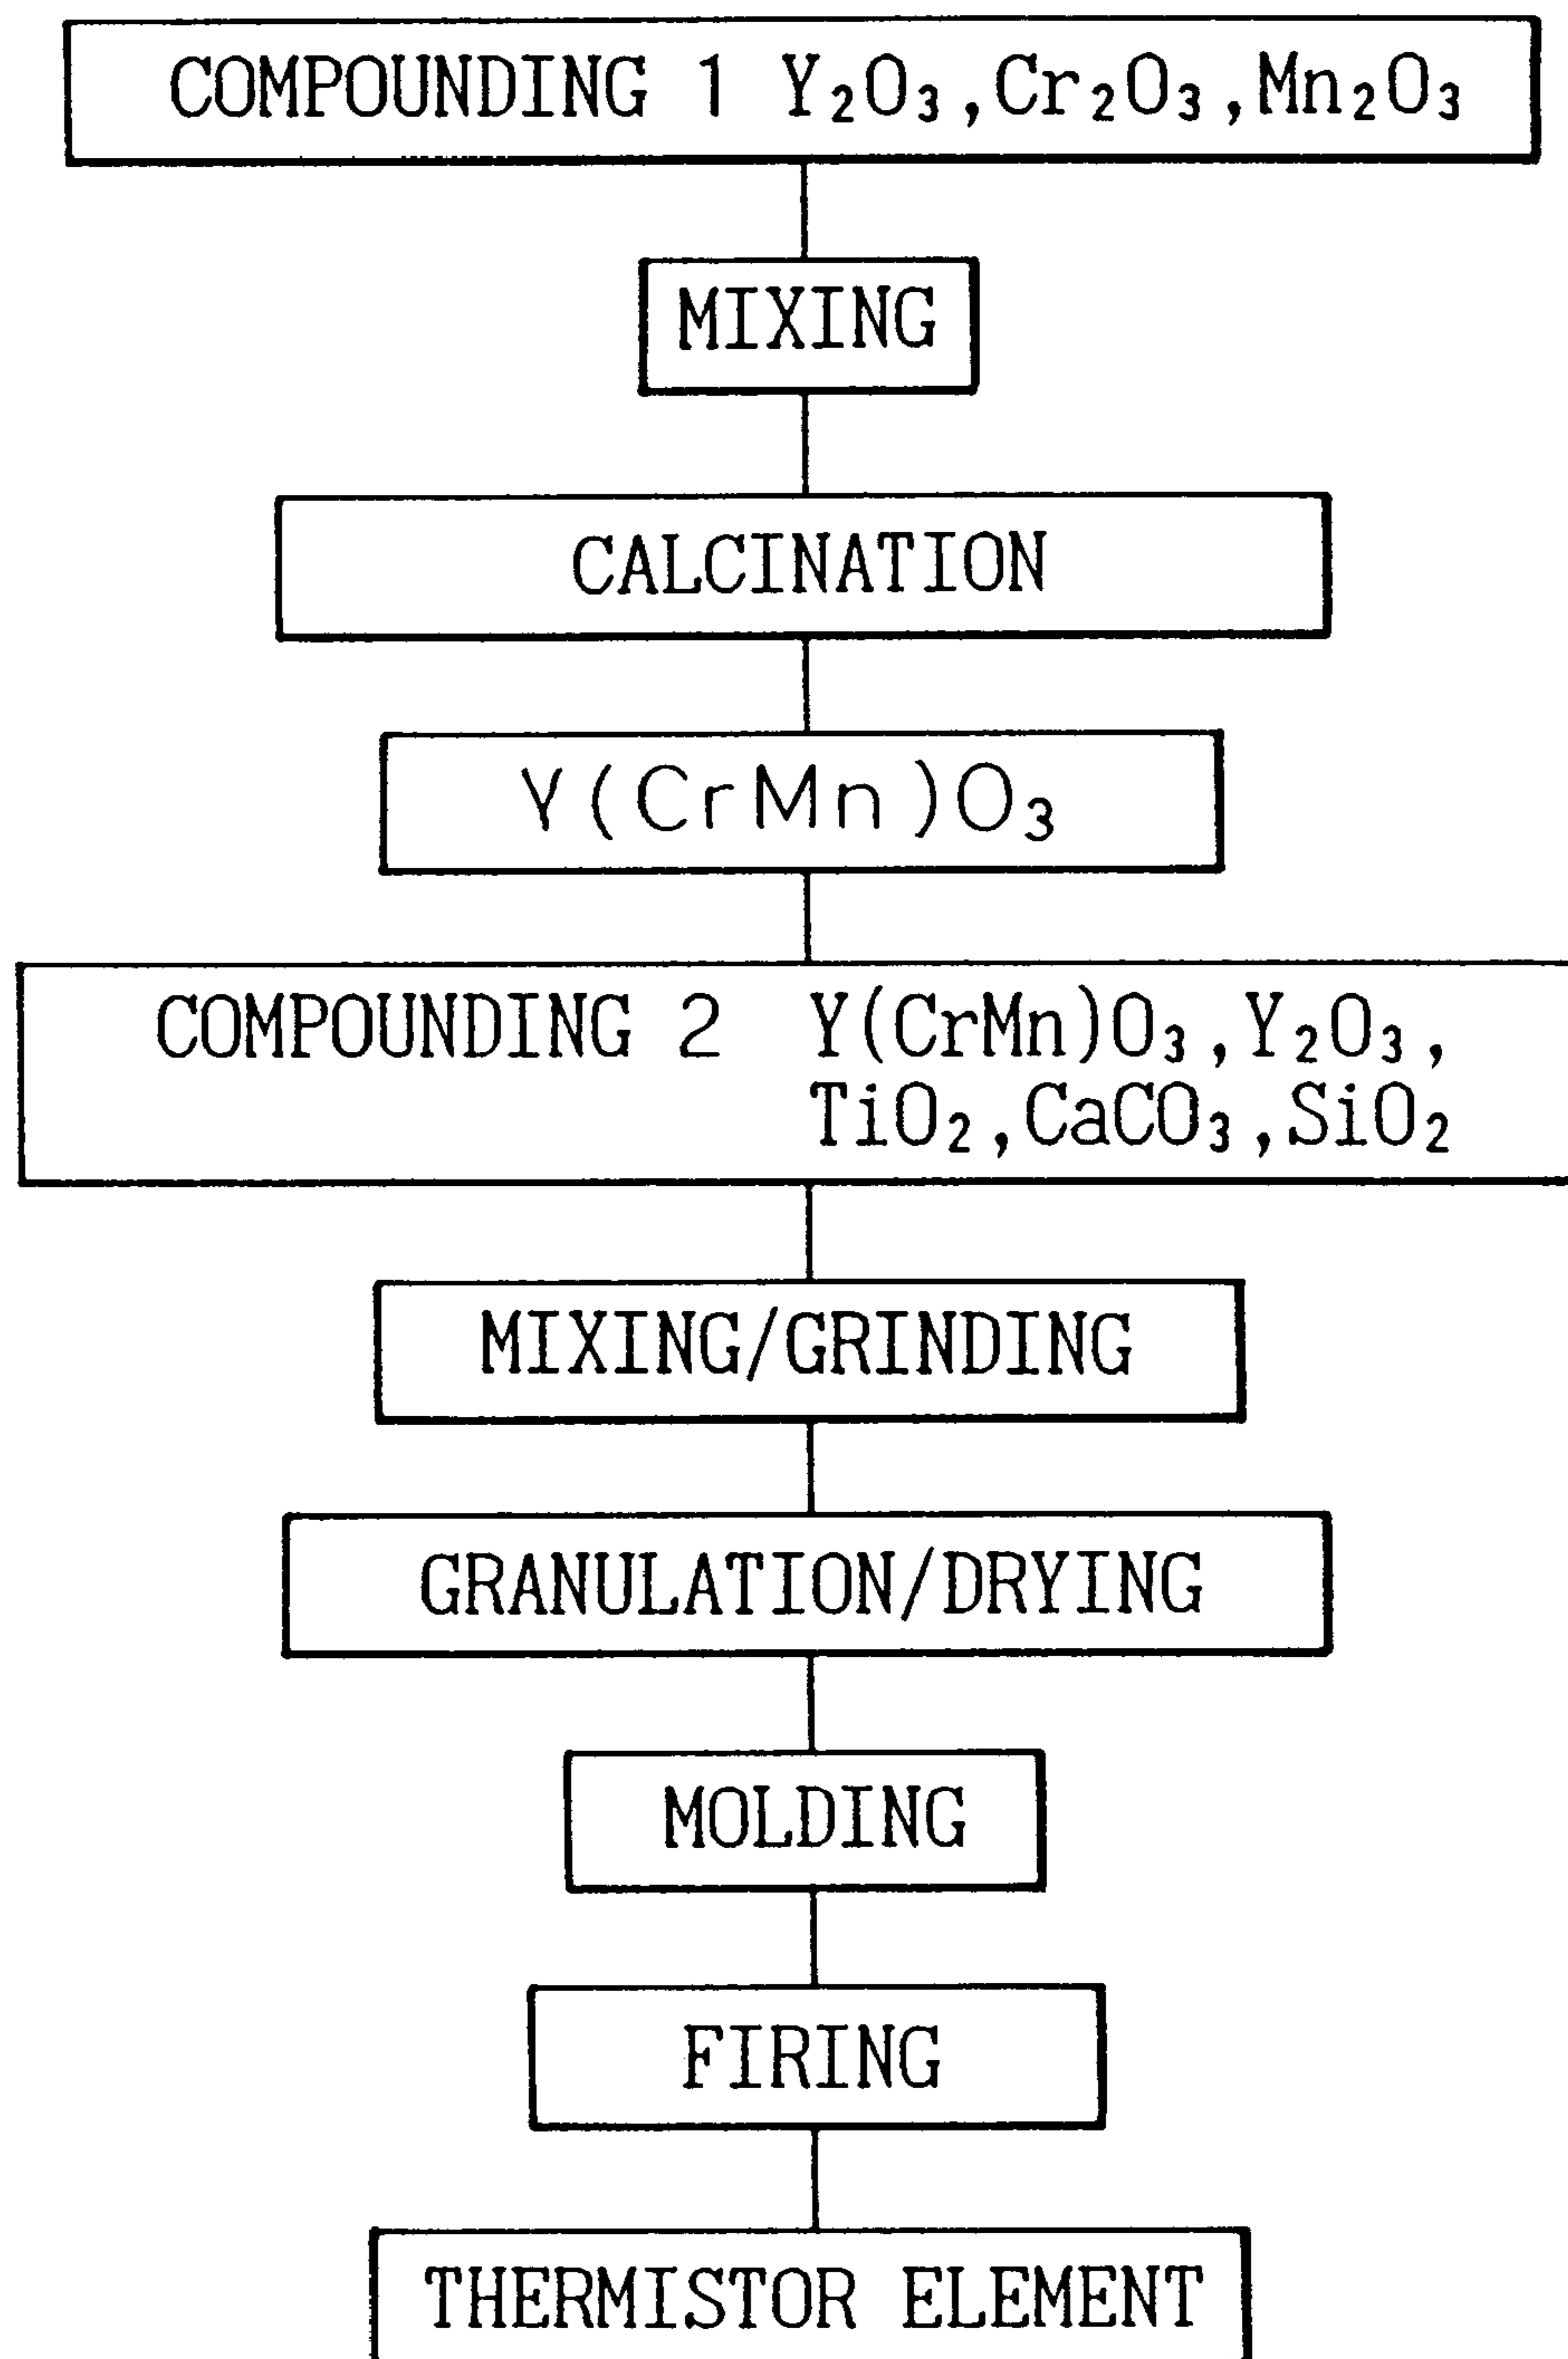 COMPOUNDING 1 Y₂O₃,Cr₂O₃,Mn₂O₃
MIXING
CALCINATION
Y(CrMn)O₃
COMPOUNDING 2 Y(CrMn)O₃,Y₂O₃,
TiO₂,CaCO₃,SiO₂
MIXING/GRINDING
GRANULATION/DRYING
MOLDING
FIRING
THERMISTOR ELEMENT